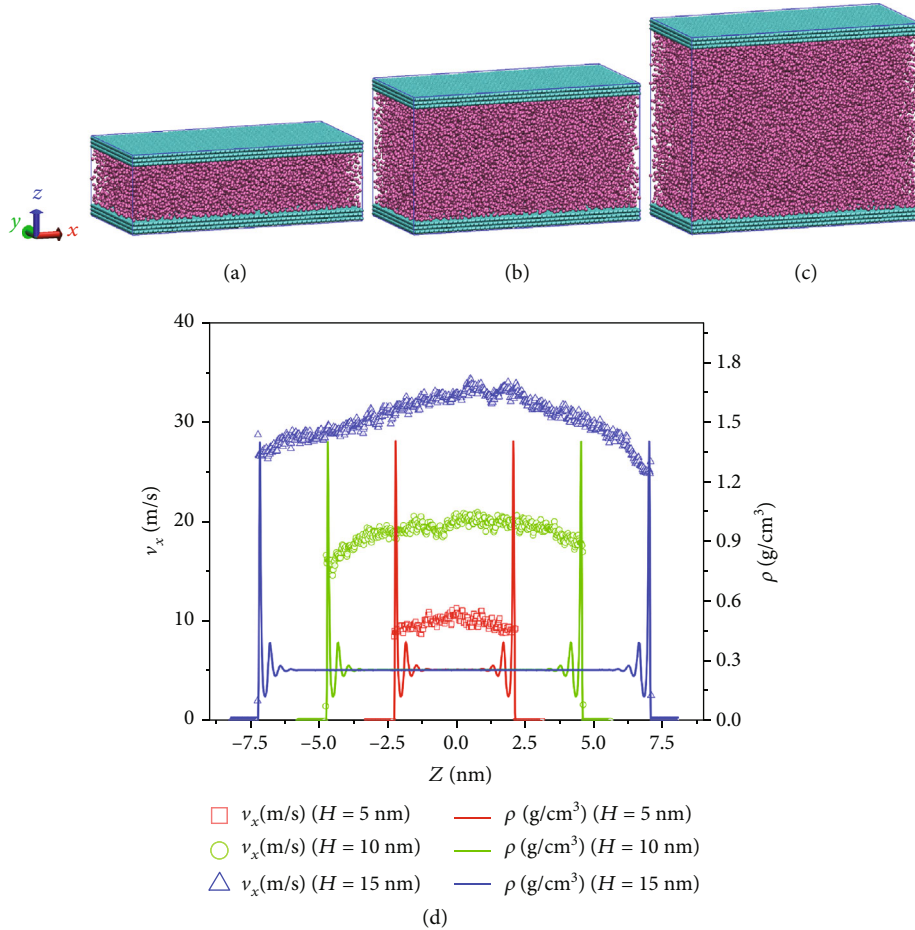 z
y
x
(a)
(b)
(c)
40
30
20
10
0
v_x (m/s)
1.8
1.5
1.2
0.9
0.6
0.3
0.0
ρ (g/cm³)
−7.5 −5.0 −2.5 0.0 2.5 5.0 7.5
Z (nm)
v_x(m/s) (H = 5 nm) ρ (g/cm³) (H = 5 nm)
v_x(m/s) (H = 10 nm) ρ (g/cm³) (H = 10 nm)
v_x(m/s) (H = 15 nm) ρ (g/cm³) (H = 15 nm)
(d)